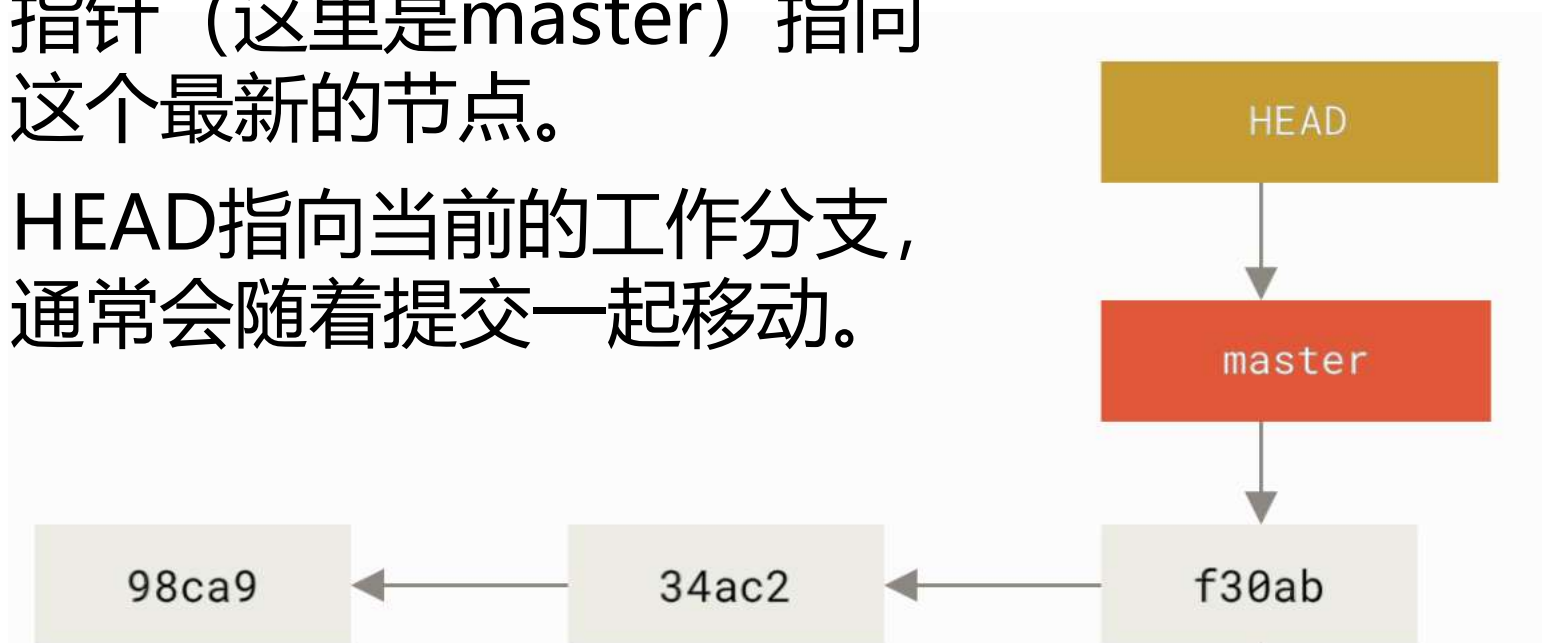 指针（这里是master）指向
这个最新的节点。
HEAD指向当前的工作分支，
通常会随着提交一起移动。
HEAD
master
98ca9
34ac2
f30ab